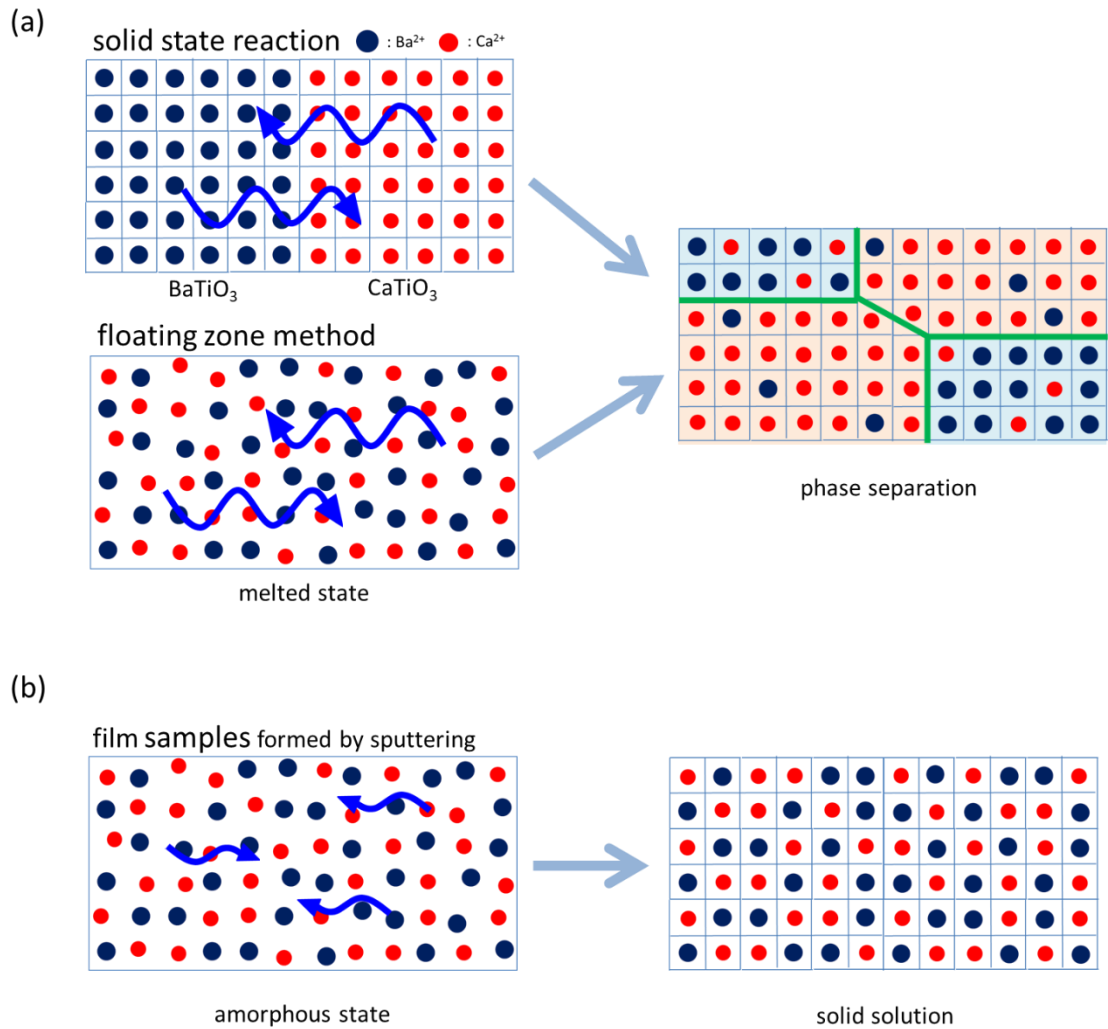 (a)
solid state reaction : Ba²⁺ : Ca²⁺
BaTiO₃ CaTiO₃
floating zone method
melted state
phase separation
(b)
film samples formed by sputtering
amorphous state
solid solution